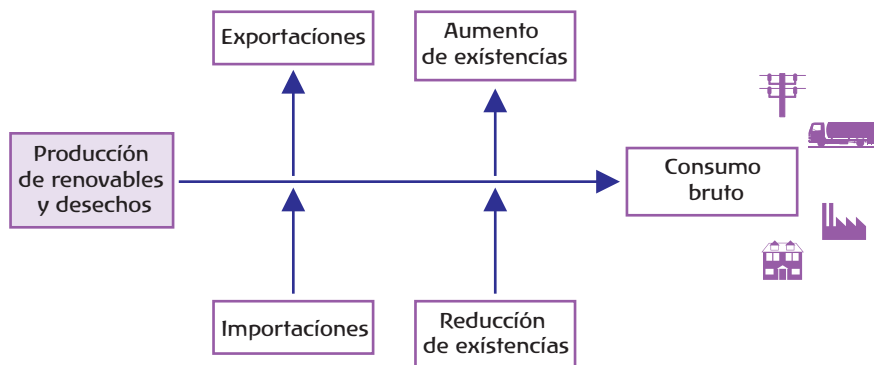 Exportaciones
Aumento
de existencias
Producción
de renovables
y desechos
Consumo
bruto
Importaciones
Reducción
de existencias